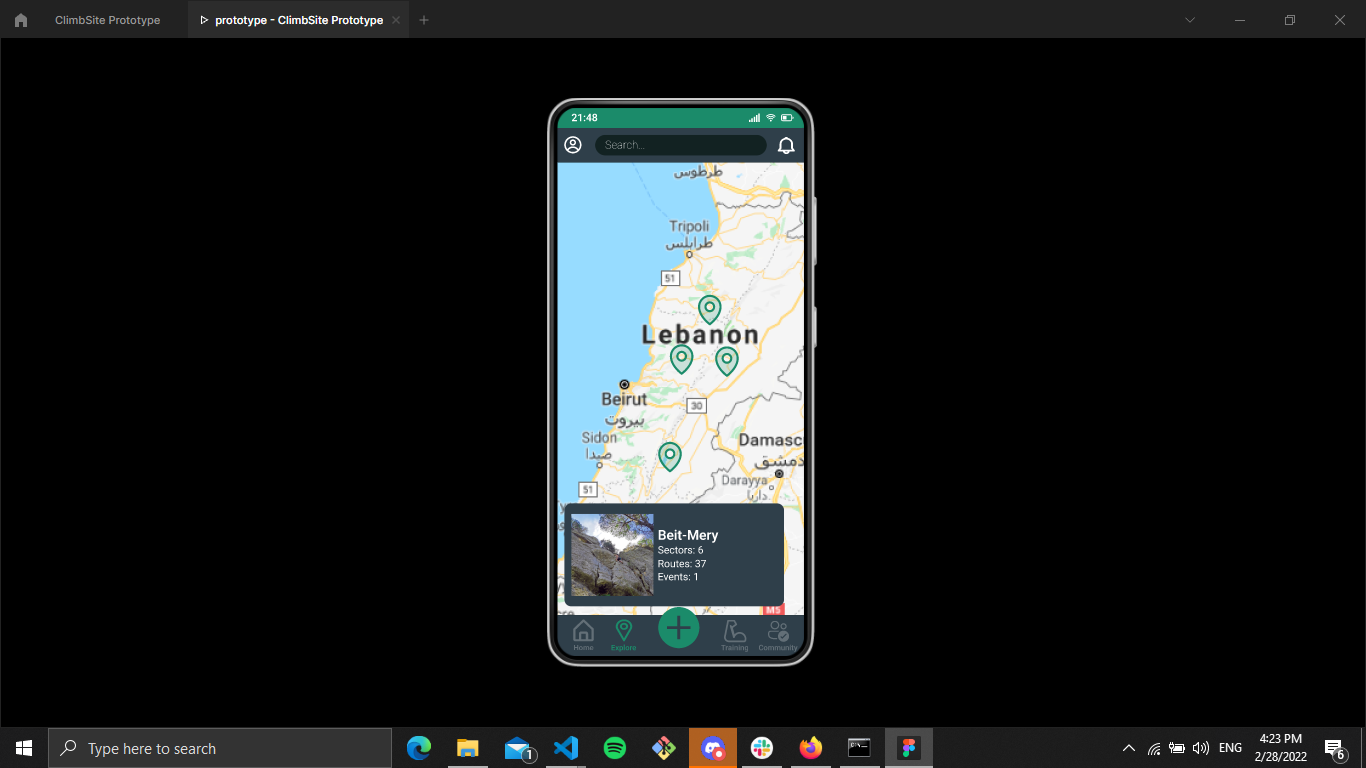 ClimbSite Prototype
prototype - ClimbSite Prototype
21:48
Search...
طرطوس
Tripoli
طرابلس
51
Lebanon
Beirut
بيروت
30
Sidon
صيدا
Damasc
دمشق
Darayya
داريا
51
Beit-Mery
Sectors: 6
Routes: 37
Events: 1
M5
Home
Explore
Training
Community
Type here to search
1
ENG
4:23 PM
2/28/2022
6